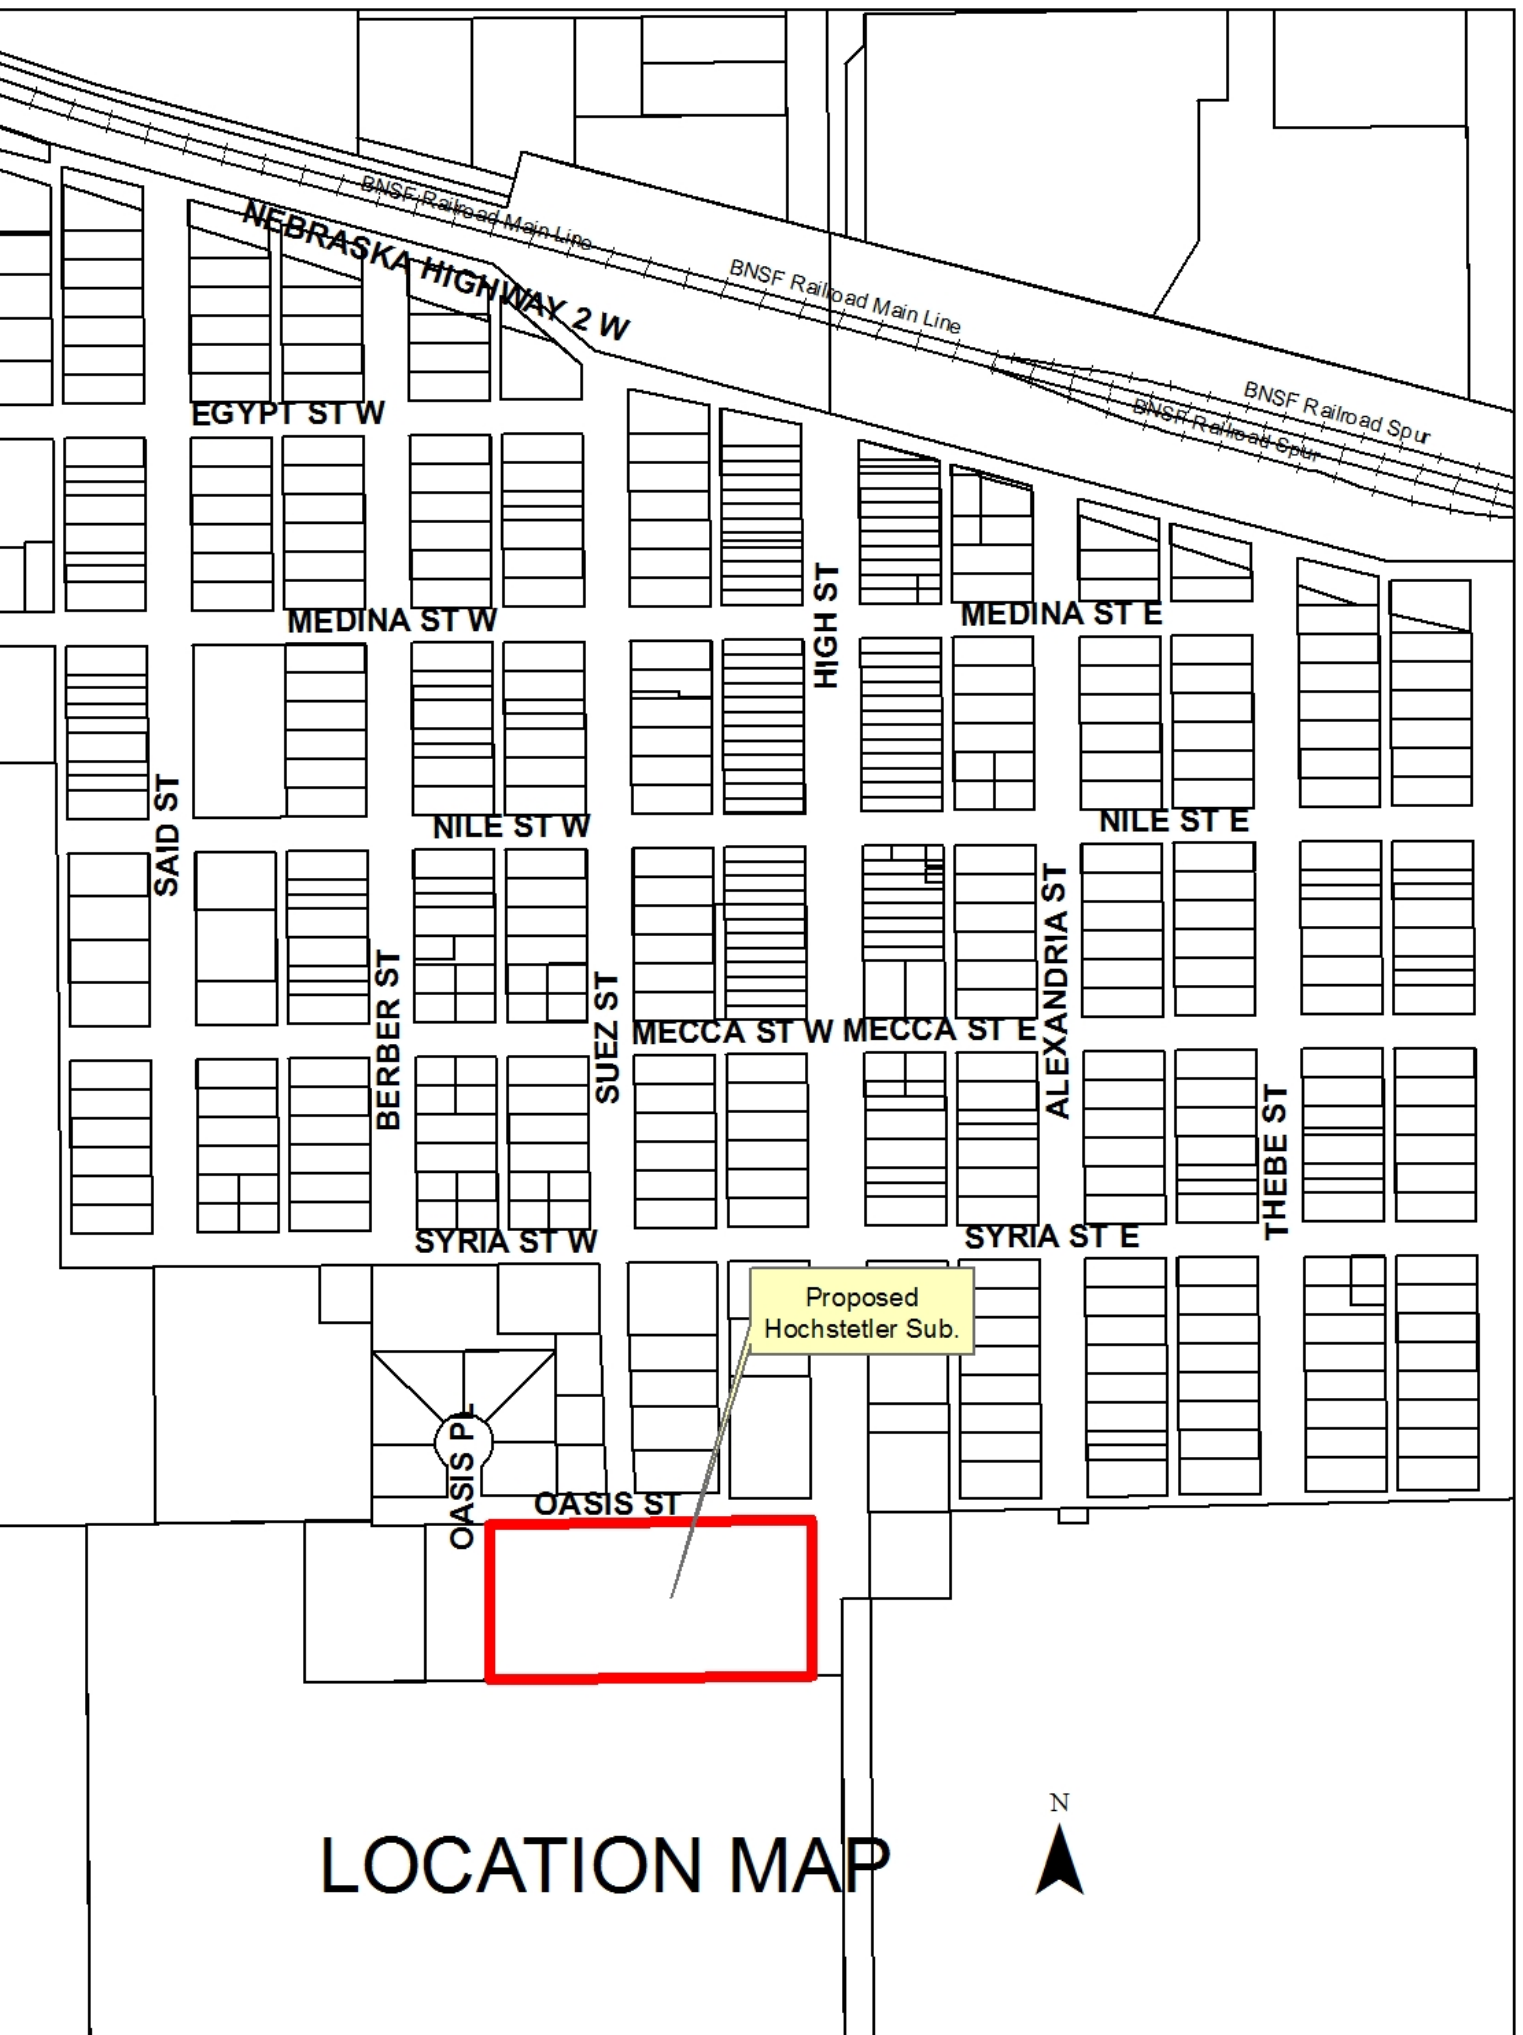 BNSF Railroad Main Line
NEBRASKA HIGHWAY 2 W
BNSF Railroad Main Line
BNSF Railroad Spur
BNSF Railroad Spur
EGYPT ST W
MEDINA ST W
HIGH ST
MEDINA ST E
SAID ST
NILE ST W
NILE ST E
BERBER ST
SUEZ ST
MECCA ST W
MECCA ST E
ALEXANDRIA ST
THEBE ST
SYRIA ST W
SYRIA ST E
Proposed
Hochstetler Sub.
OASIS PL
OASIS ST
LOCATION MAP
N